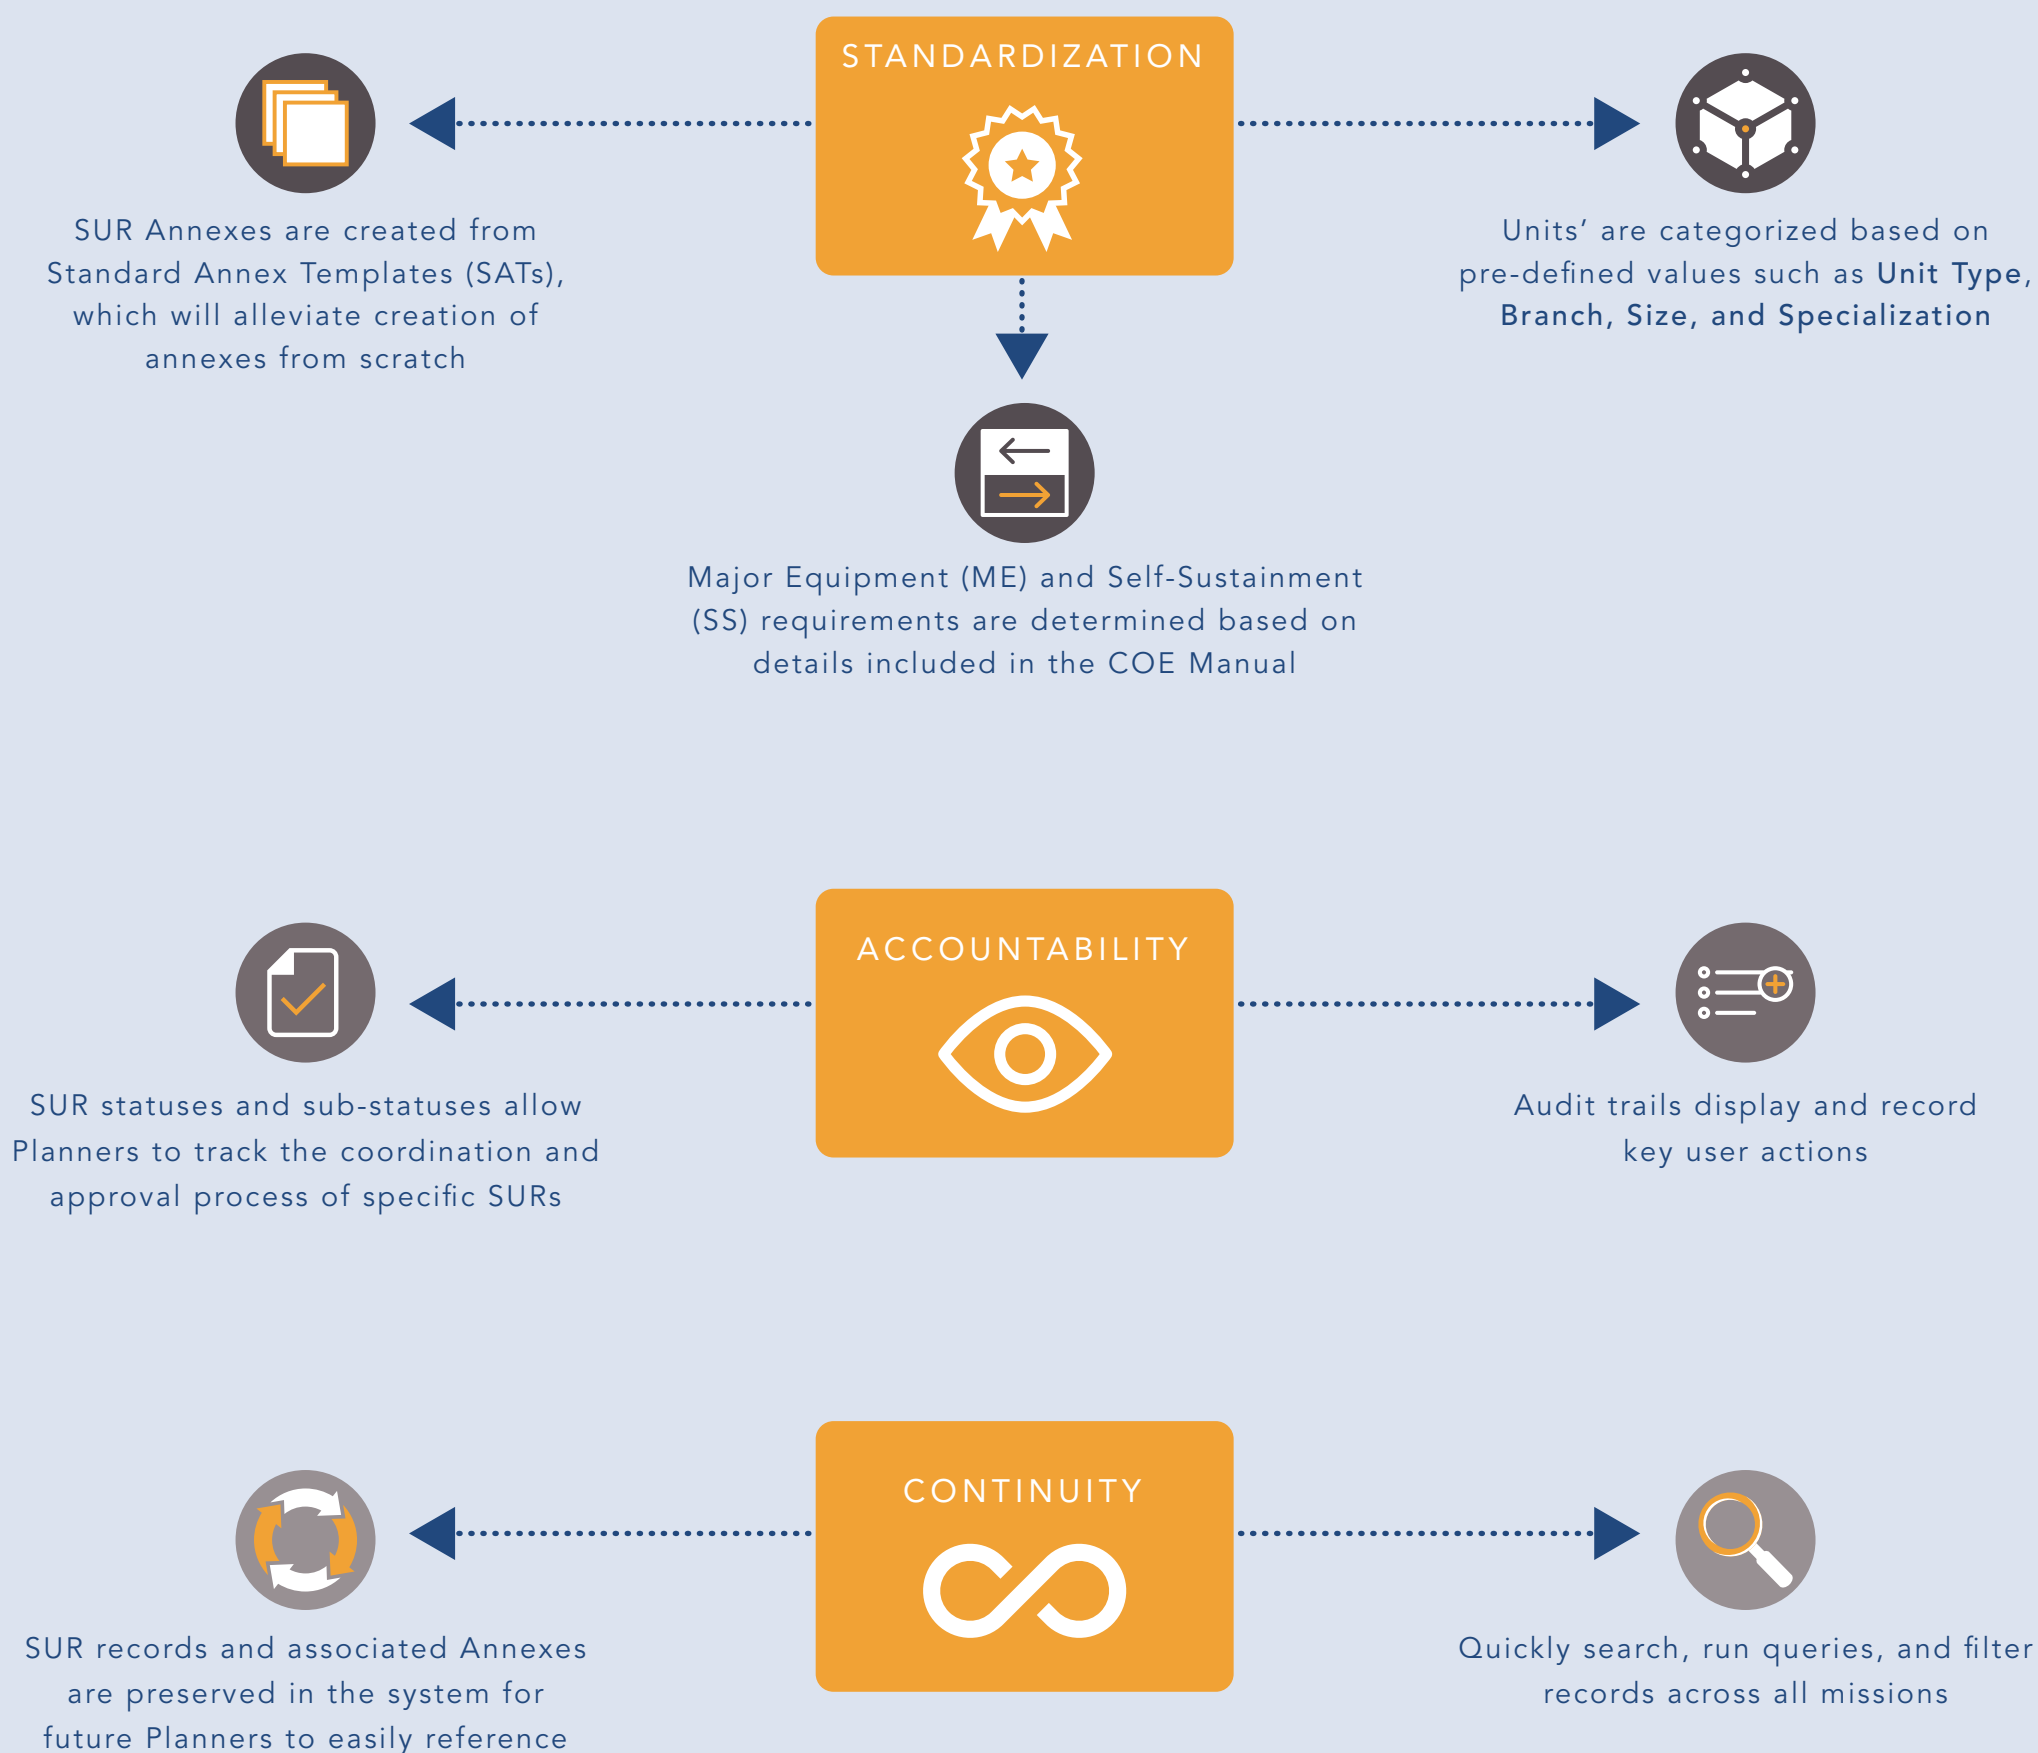 STANDARDIZATION
SUR Annexes are created from
Standard Annex Templates (SATs),
which will alleviate creation of
annexes from scratch
Units’ are categorized based on
pre-defined values such as Unit Type,
Branch, Size, and Specialization
Major Equipment (ME) and Self-Sustainment
(SS) requirements are determined based on
details included in the COE Manual
ACCOUNTABILITY
SUR statuses and sub-statuses allow
Planners to track the coordination and
approval process of specific SURs
Audit trails display and record
key user actions
CONTINUITY
SUR records and associated Annexes
are preserved in the system for
future Planners to easily reference
Quickly search, run queries, and filter
records across all missions